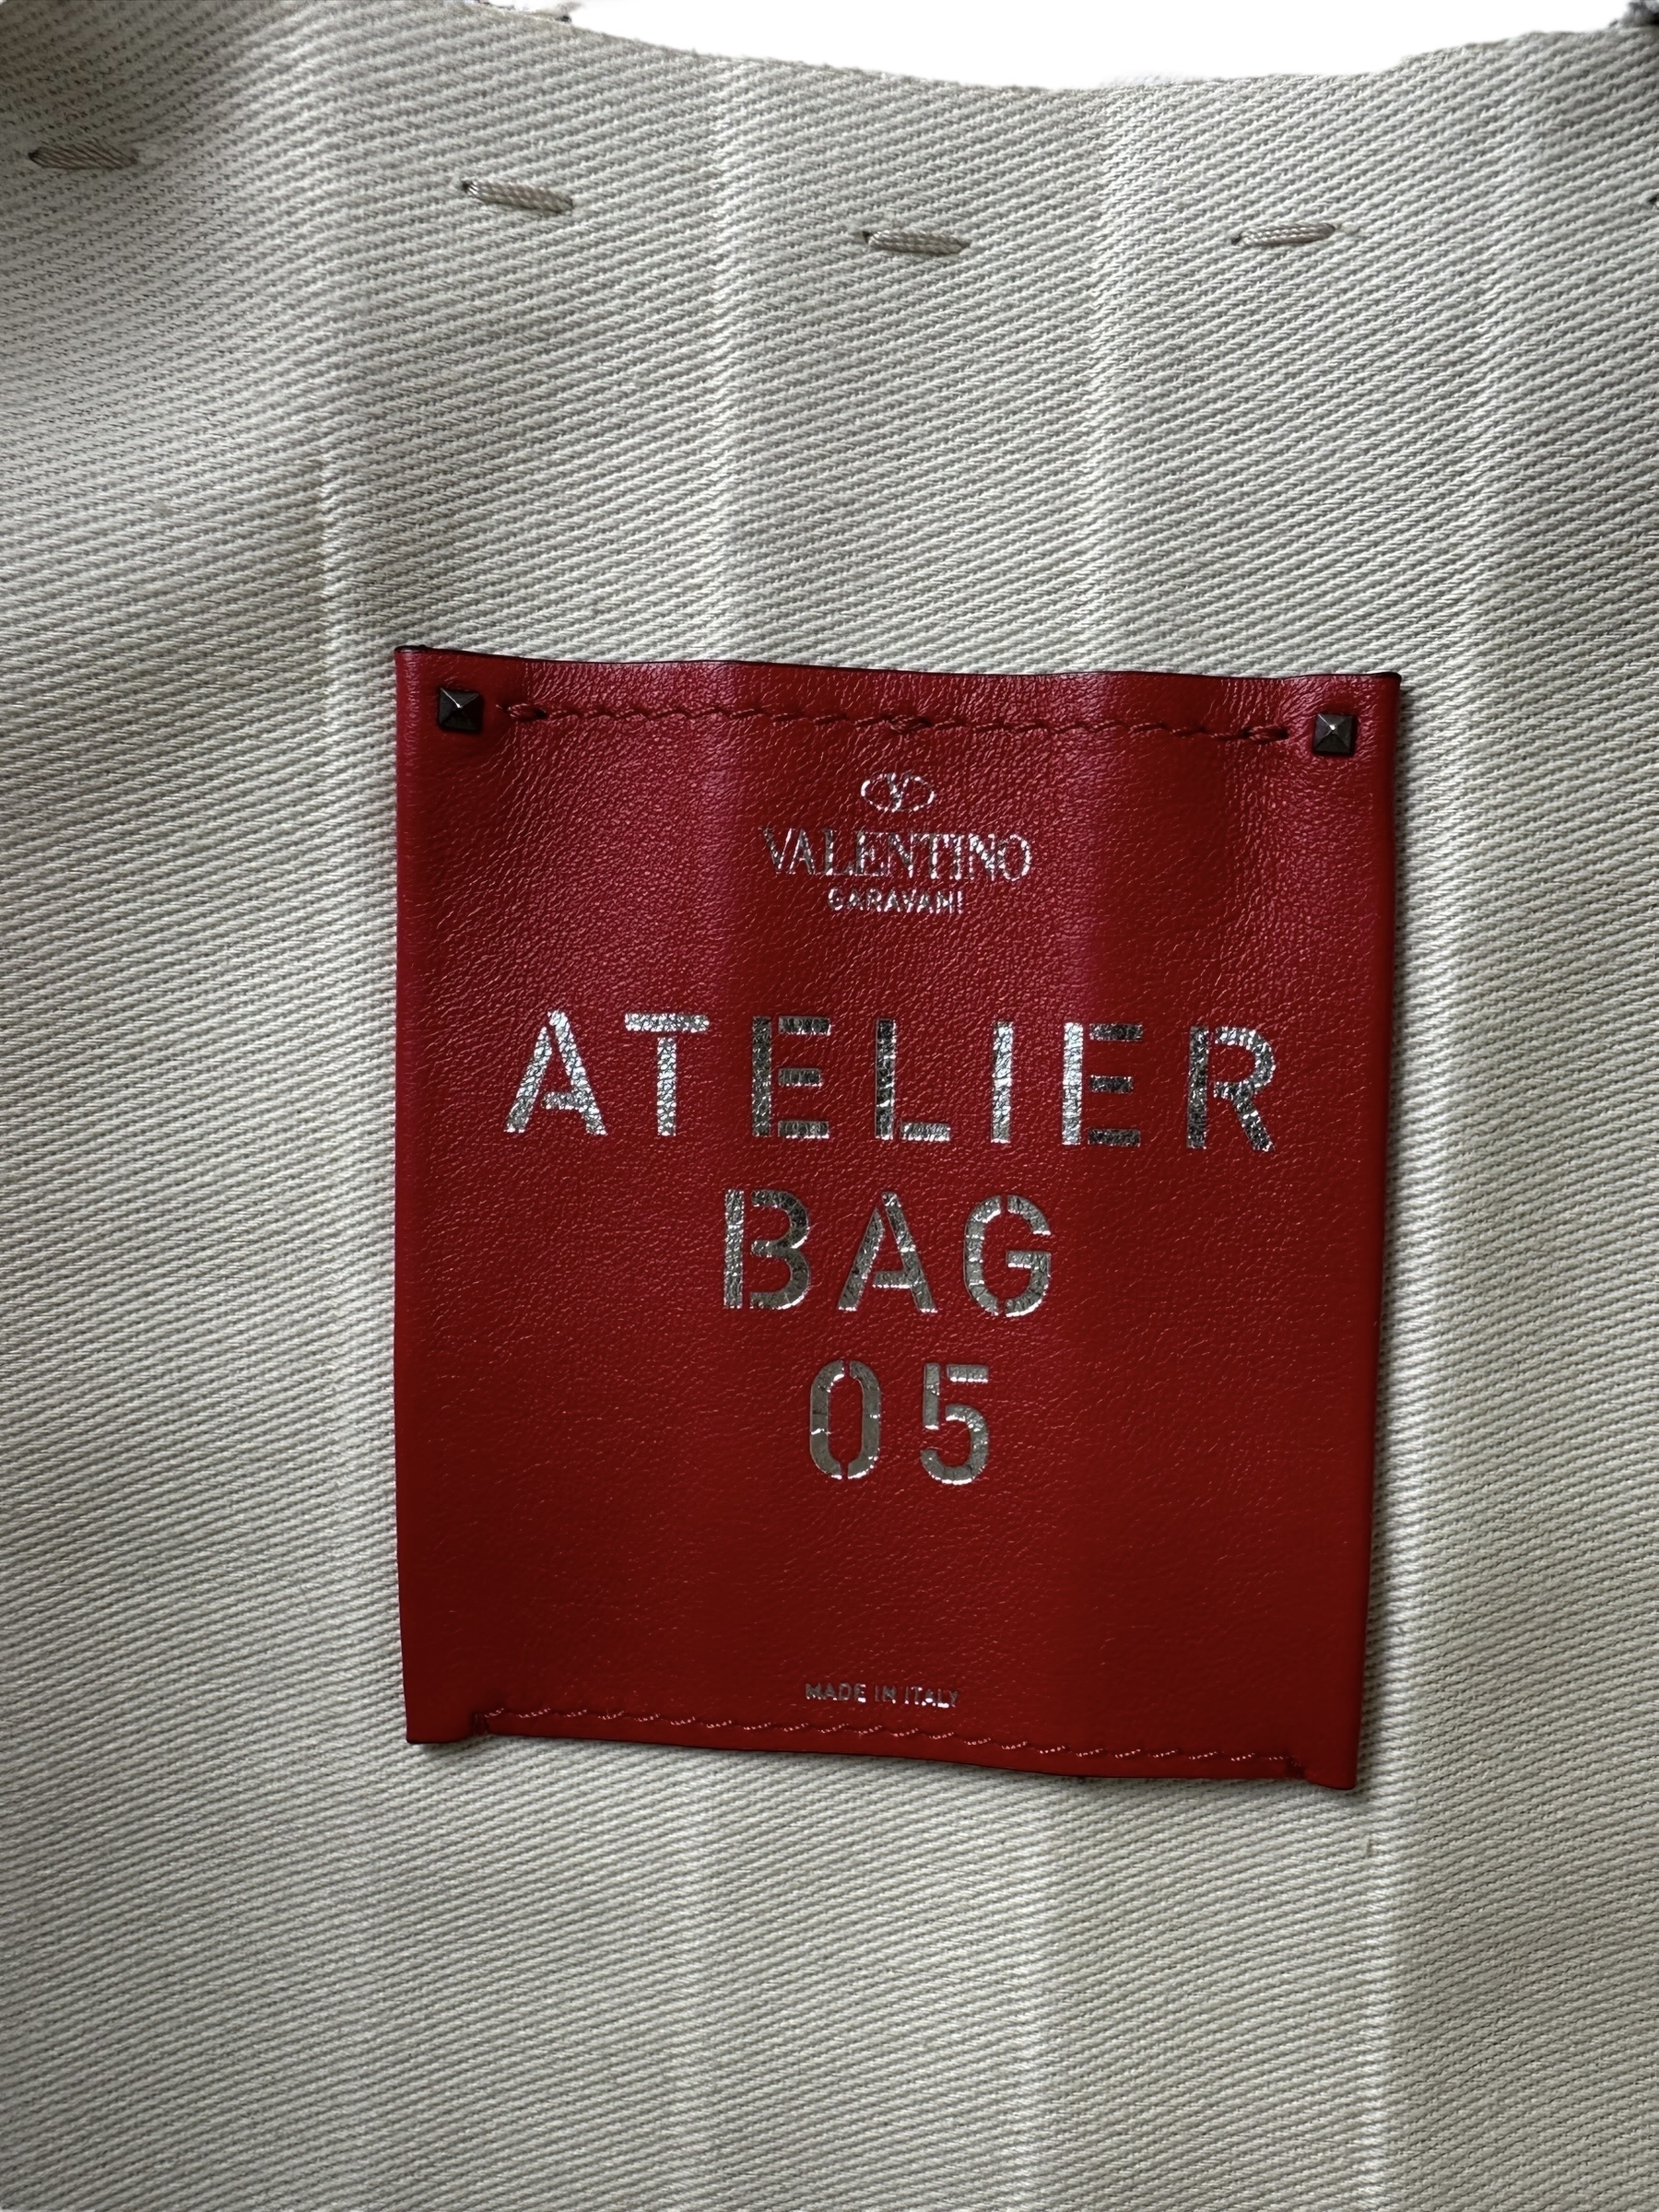 VALENTINO
GARAVANI
ATELIER
BAG
05
MADE IN ITALY